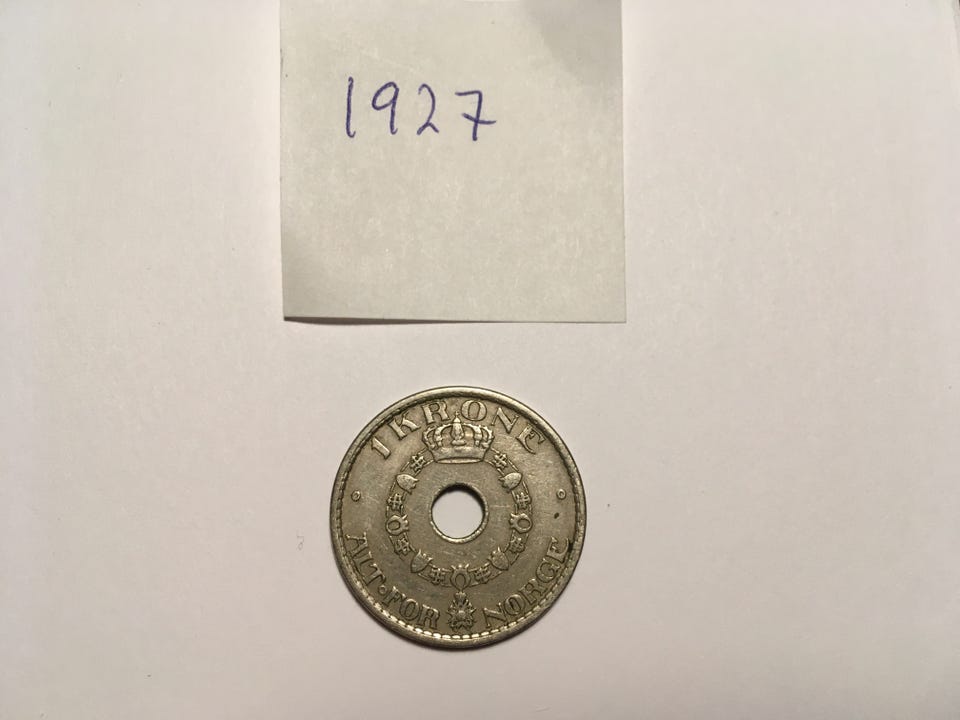 1927
1 KRONE
ALT·FOR NORGE